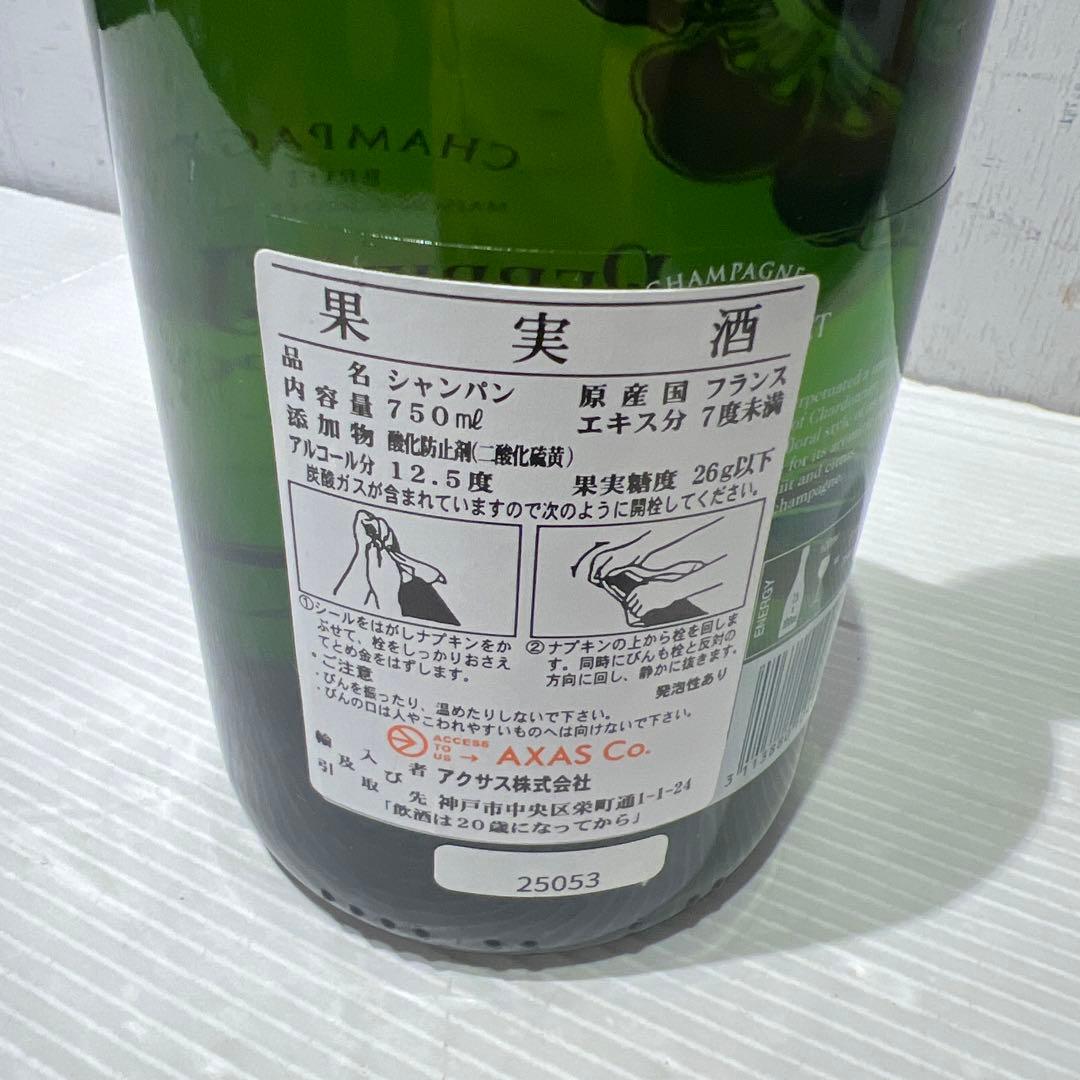 CHAMPAGNE
果実酒
品名 シャンパン 原産国 フランス
内容量 750ml エキス分 7度未満
添加物 酸化防止剤(二酸化硫黄)
アルコール分 12.5度 果実糖度 26g以下
炭酸ガスが含まれていますので次のように開栓してください。
①シールをはがしナプキンをか
ぶせて、栓をしっかりおさえ
てとめ金をはずします。
②ナプキンの上から栓を回しま
す。同時にびんも栓と反対の
方向に回し、静かに抜きます。
発泡性あり
・ご注意
・びんを振ったり、温めたりしないで下さい。
・びんの口は人やこわれやすいものへは向けないで下さい。
ACCESS
TO
US → AXAS Co.
輸入者 アクサス株式会社
及び
引取先 神戸市中央区栄町通1-1-24
「飲酒は20歳になってから」
25053
of Chardonnay
floral style
for its
and citrus
champagne.
ENERGY